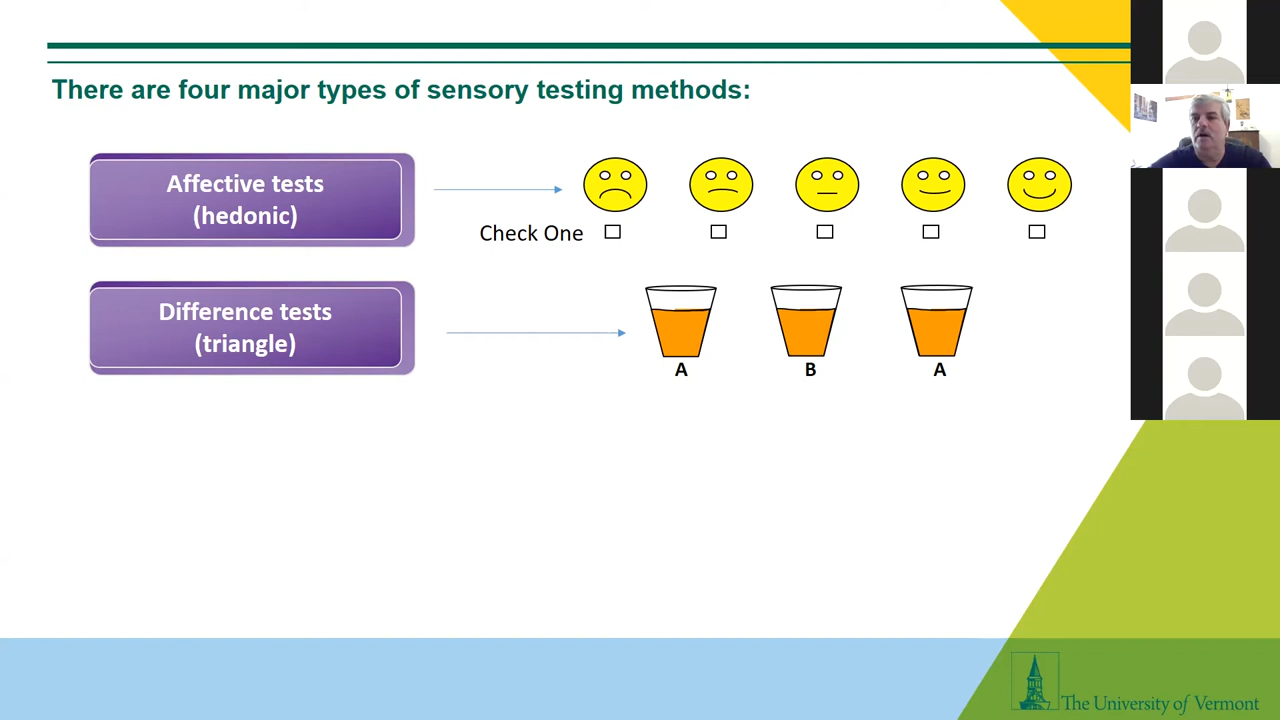 There are four major types of sensory testing methods:
Affective tests
(hedonic)
Check One
Difference tests
(triangle)
A
B
A
The University of Vermont